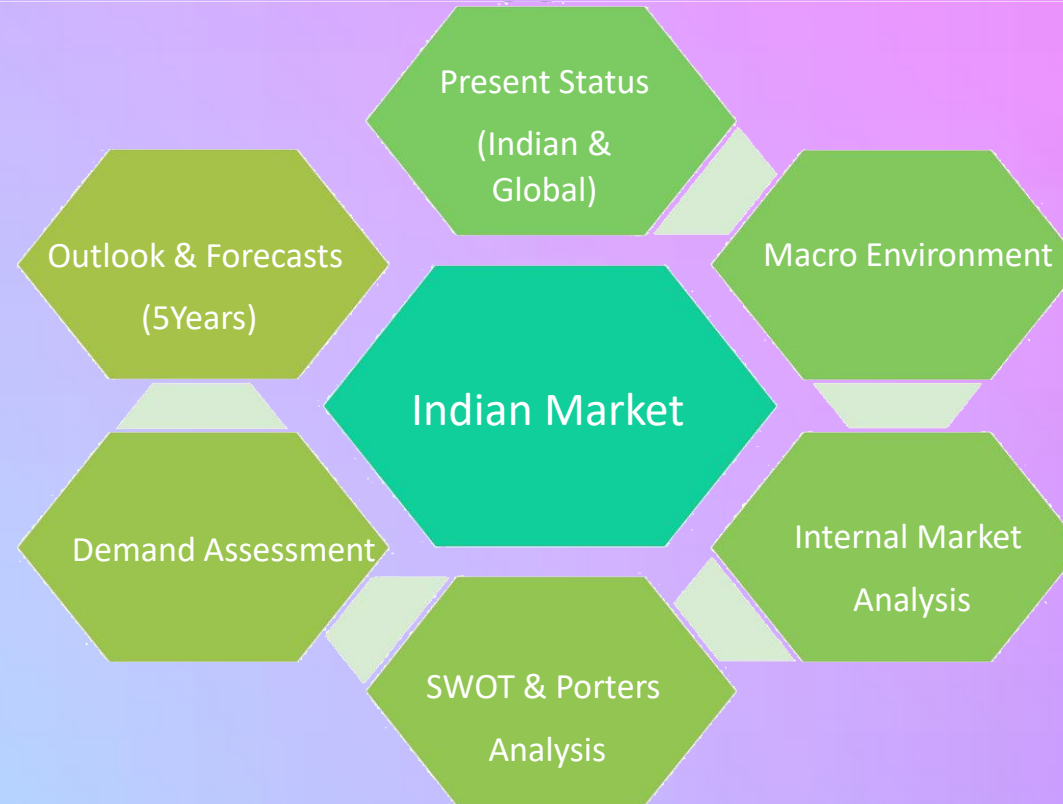 Present Status
(Indian &
Global)
Macro Environment
Internal Market
Analysis
SWOT & Porters
Analysis
Demand Assessment
Outlook & Forecasts
(5Years)
Indian Market